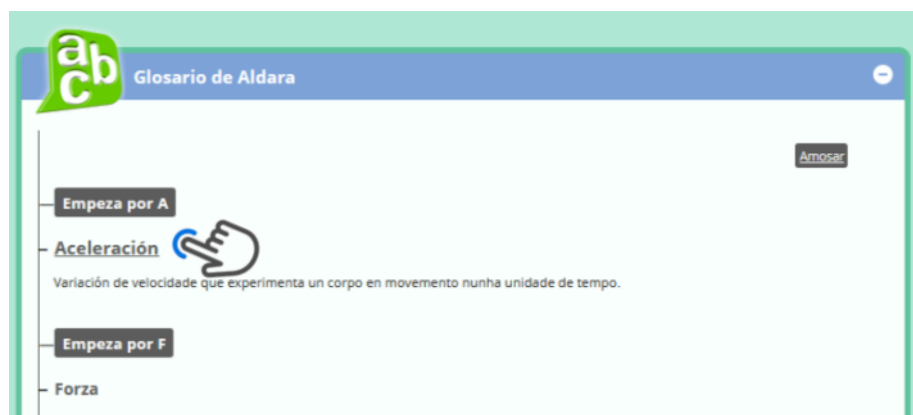 abc
Glosario de Aldara
Amosar
Empeza por A
Aceleración
Variación de velocidade que experimenta un corpo en movemento nunha unidade de tempo.
Empeza por F
Forza